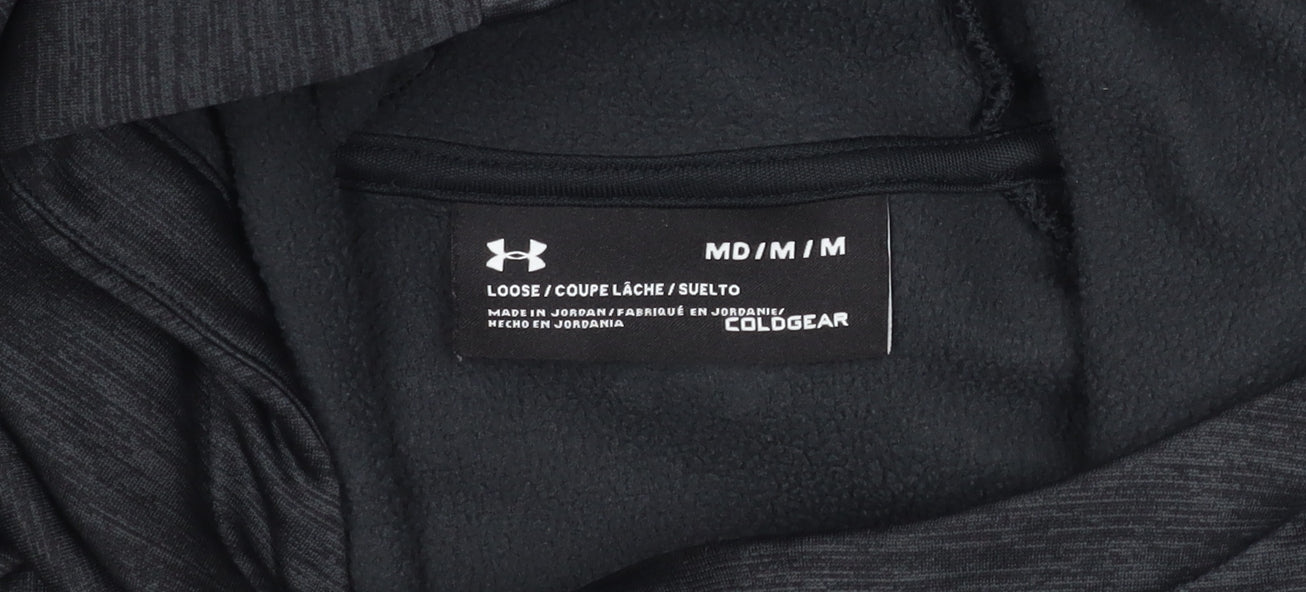 MD / M / M
LOOSE / COUPE LÂCHE / SUELTO
MADE IN JORDAN / FABRIQUÉ EN JORDANIE/
HECHO EN JORDANIA
COLDGEAR